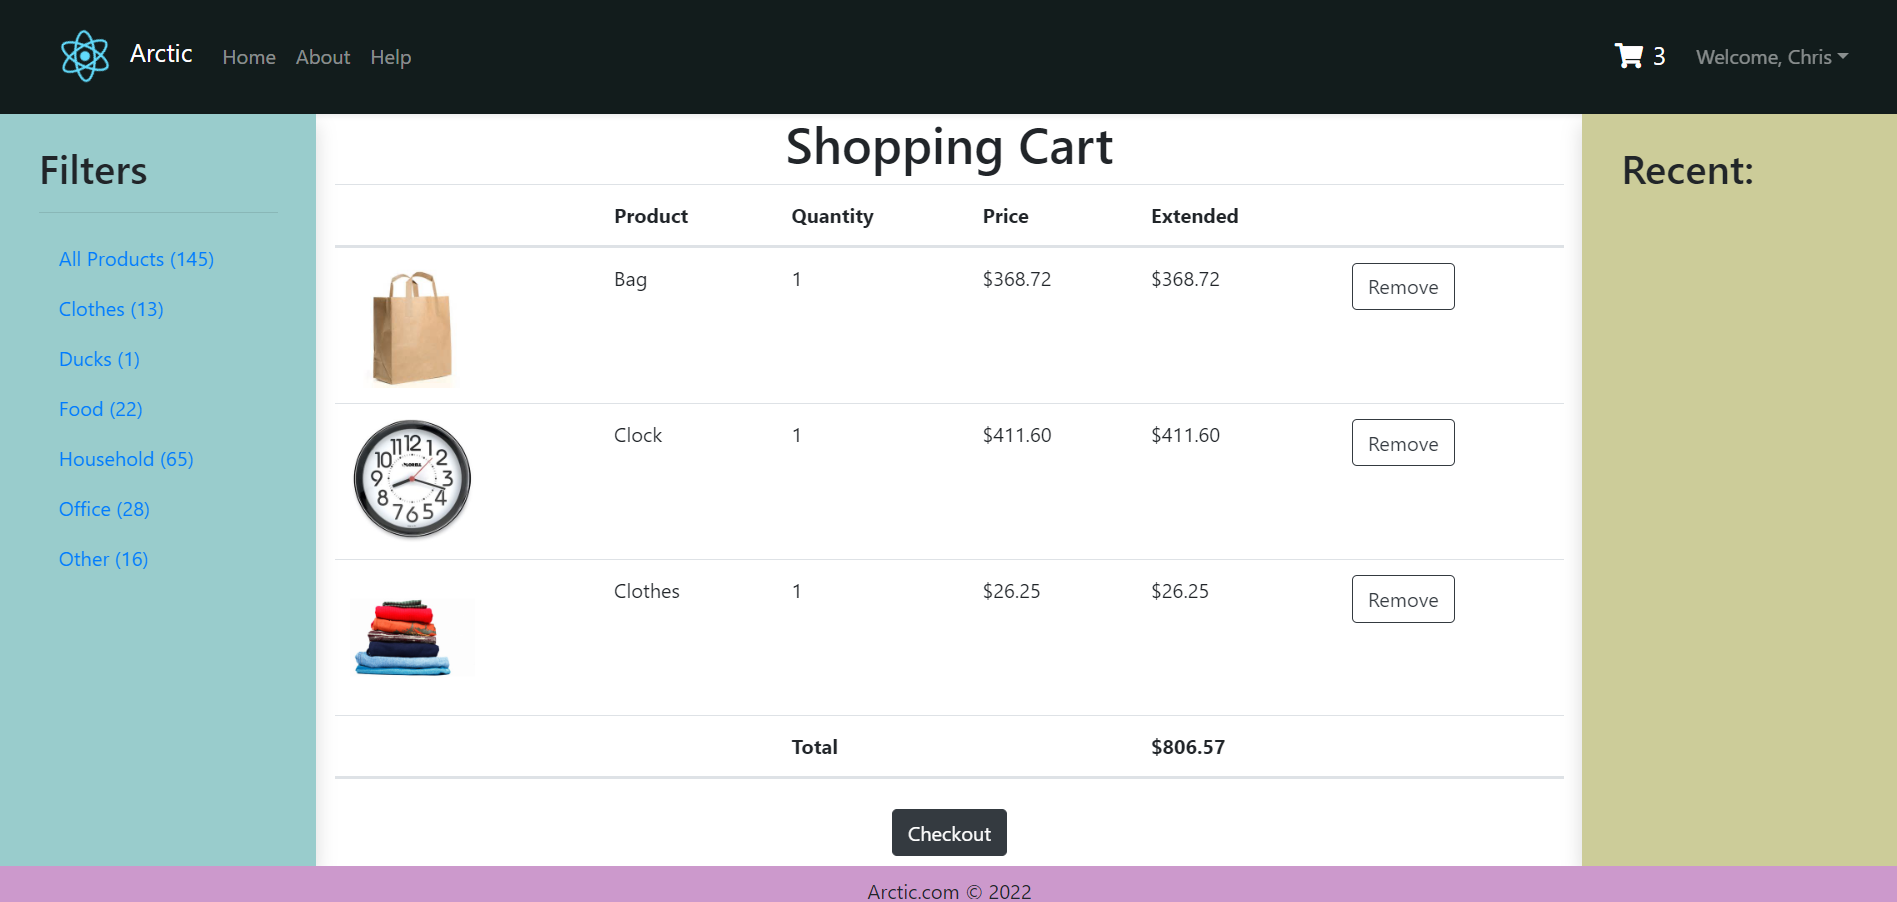 Arctic Home About Help 3 Welcome, Chris
Filters
All Products (145)
Clothes (13)
Ducks (1)
Food (22)
Household (65)
Office (28)
Other (16)
Shopping Cart
Product Quantity Price Extended
Bag 1 $368.72 $368.72 Remove
12
1
2
3
4
5
6
7
8
9
10
11
Clock 1 $411.60 $411.60 Remove
Clothes 1 $26.25 $26.25 Remove
Total $806.57
Checkout
Recent:
Arctic.com © 2022